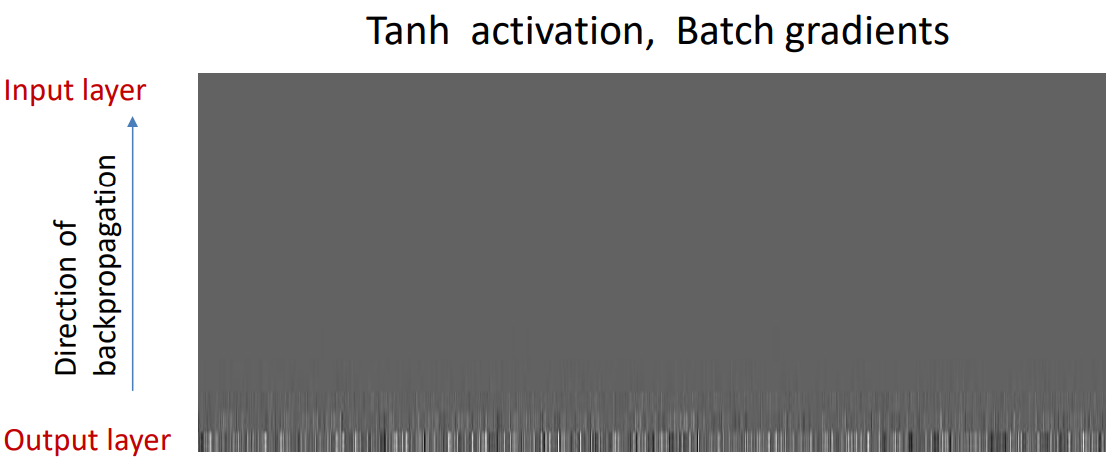 Tanh activation, Batch gradients
Input layer
Direction of
backpropagation
Output layer